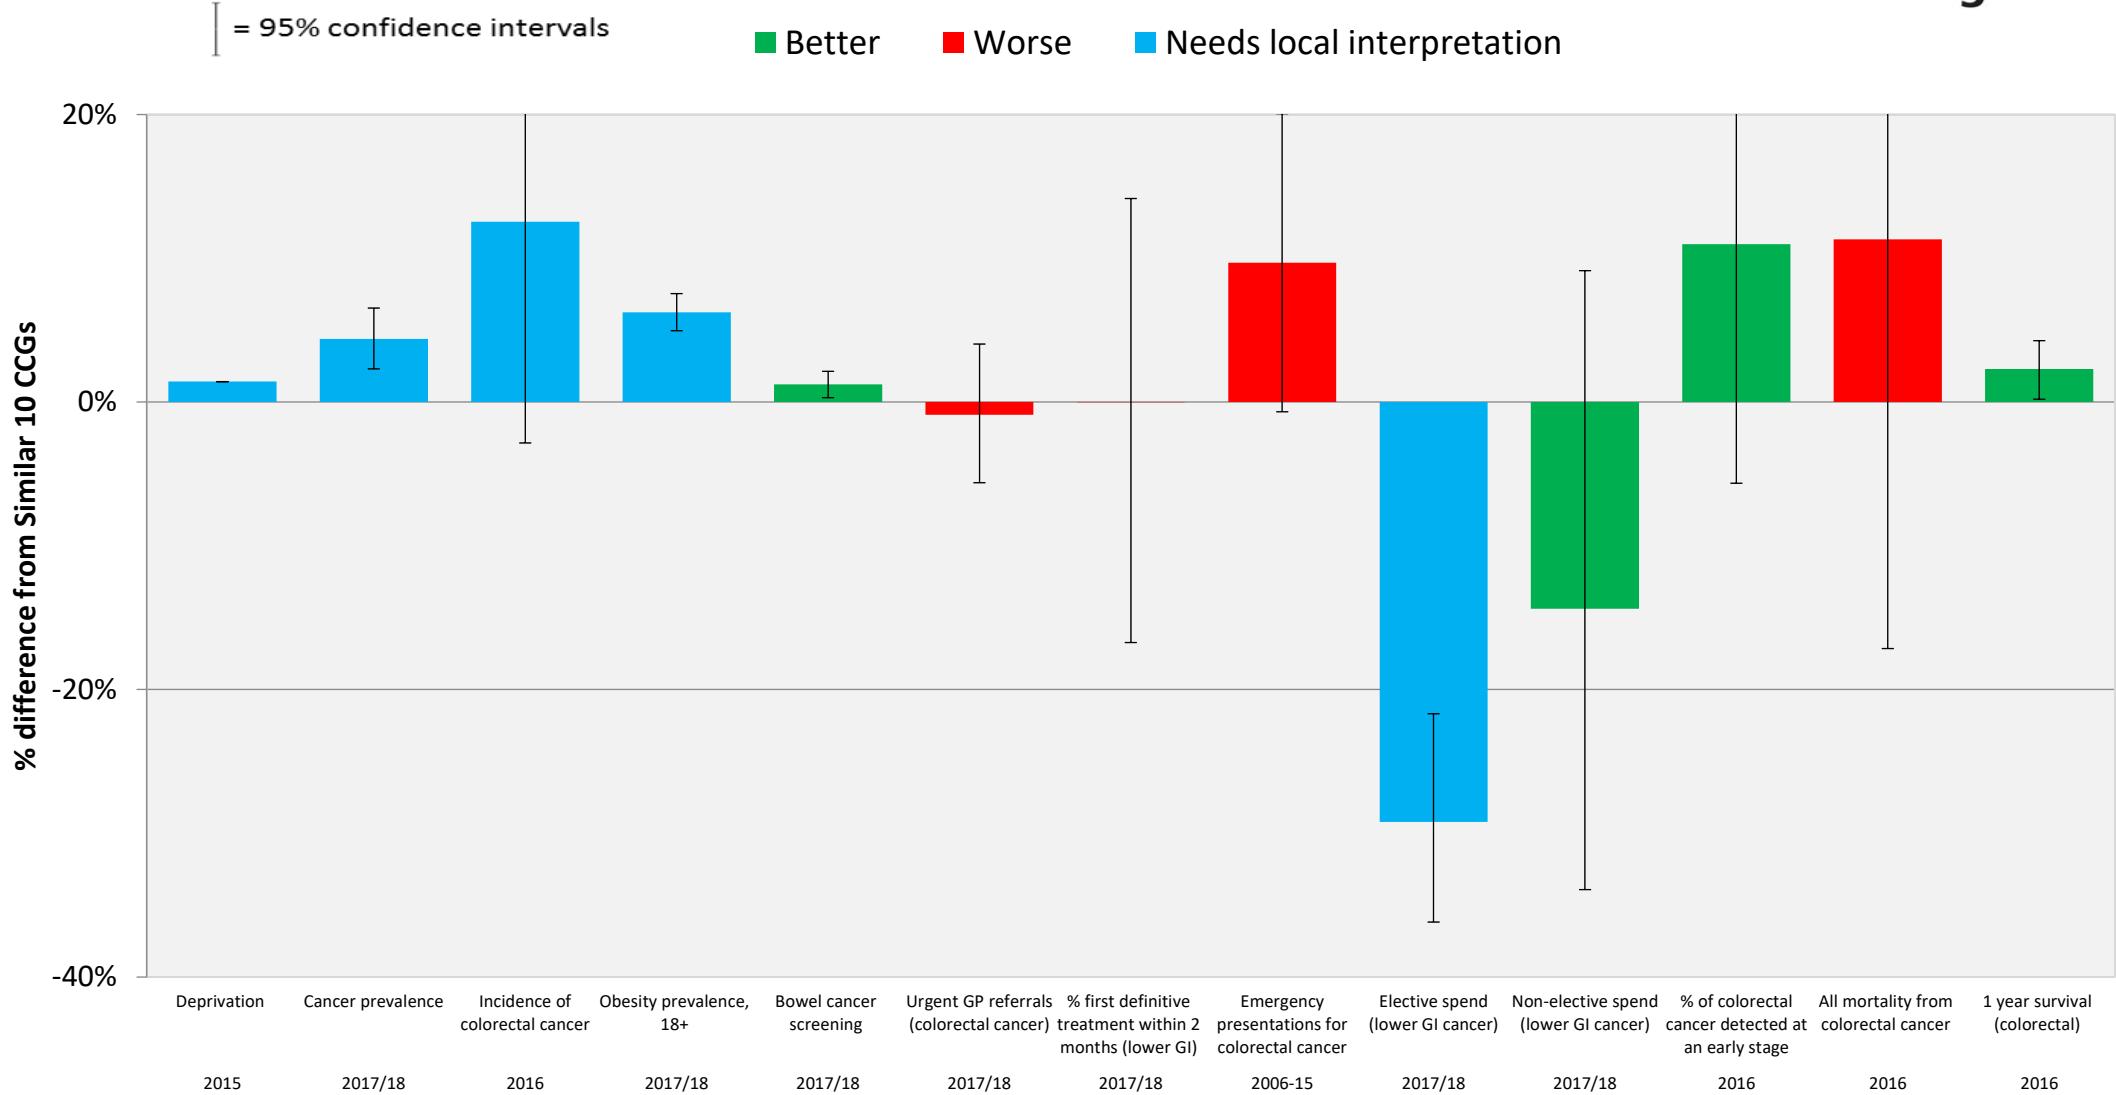 = 95% confidence intervals
Better
Worse
Needs local interpretation
% difference from Similar 10 CCGs
20%
0%
-20%
-40%
Deprivation
2015
Cancer prevalence
2017/18
Incidence of
colorectal cancer
2016
Obesity prevalence,
18+
2017/18
Bowel cancer
screening
2017/18
Urgent GP referrals
(colorectal cancer)
2017/18
% first definitive
treatment within 2
months (lower GI)
2017/18
Emergency
presentations for
colorectal cancer
2006-15
Elective spend
(lower GI cancer)
2017/18
Non-elective spend
(lower GI cancer)
2017/18
% of colorectal
cancer detected at
an early stage
2016
All mortality from
colorectal cancer
2016
1 year survival
(colorectal)
2016